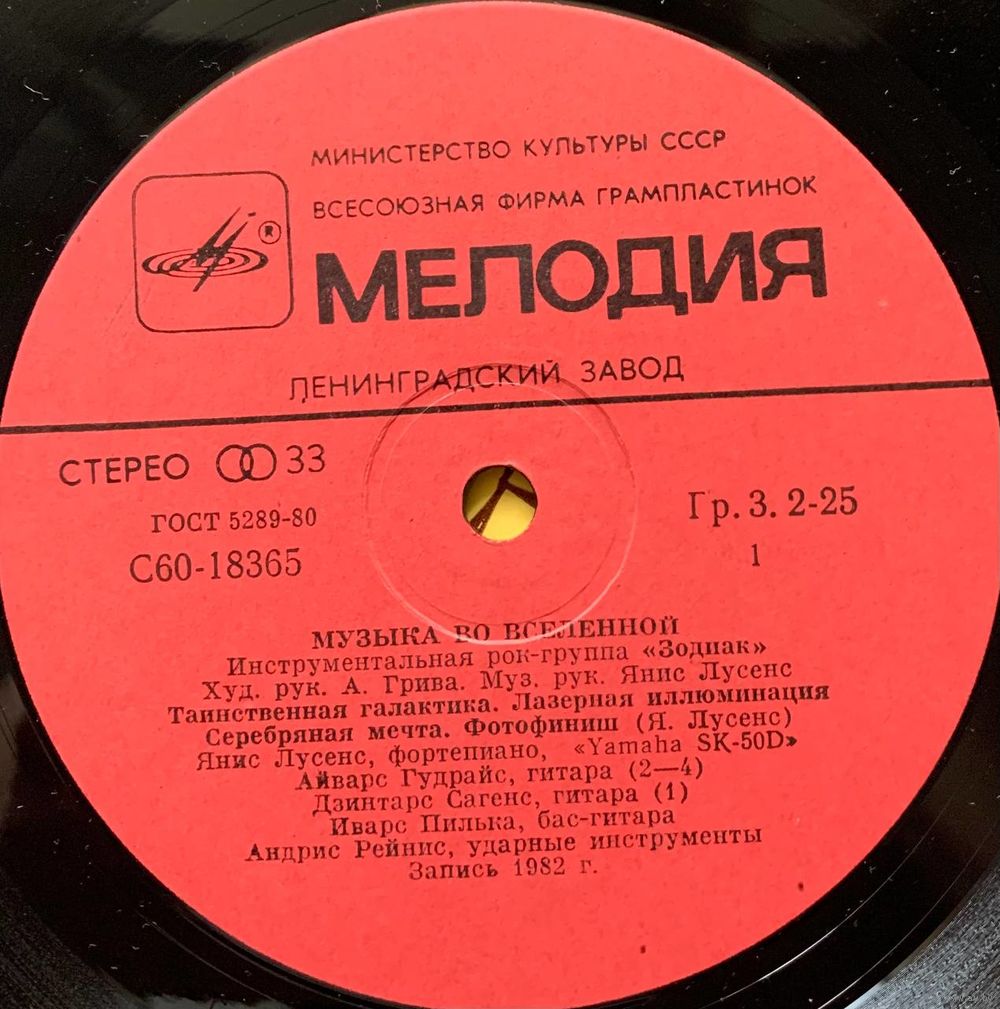 МИНИСТЕРСТВО КУЛЬТУРЫ СССР
ВСЕСОЮЗНАЯ ФИРМА ГРАМПЛАСТИНОК
®
МЕЛОДИЯ
ЛЕНИНГРАДСКИЙ ЗАВОД
СТЕРЕО 33
ГОСТ 5289-80
Гр. 3. 2-25
С60-18365
1
МУЗЫКА ВО ВСЕЛЕННОЙ
Инструментальная рок-группа «Зодиак»
Худ. рук. А. Грива. Муз. рук. Янис Лусенс
Таинственная галактика. Лазерная иллюминация
Серебряная мечта. Фотофиниш (Я. Лусенс)
Янис Лусенс, фортепиано, «Yamaha SK-50D»
Айварс Гудрайс, гитара (2—4)
Дзинтарс Сагенс, гитара (1)
Иварс Пилька, бас-гитара
Андрис Рейнис, ударные инструменты
Запись 1982 г.